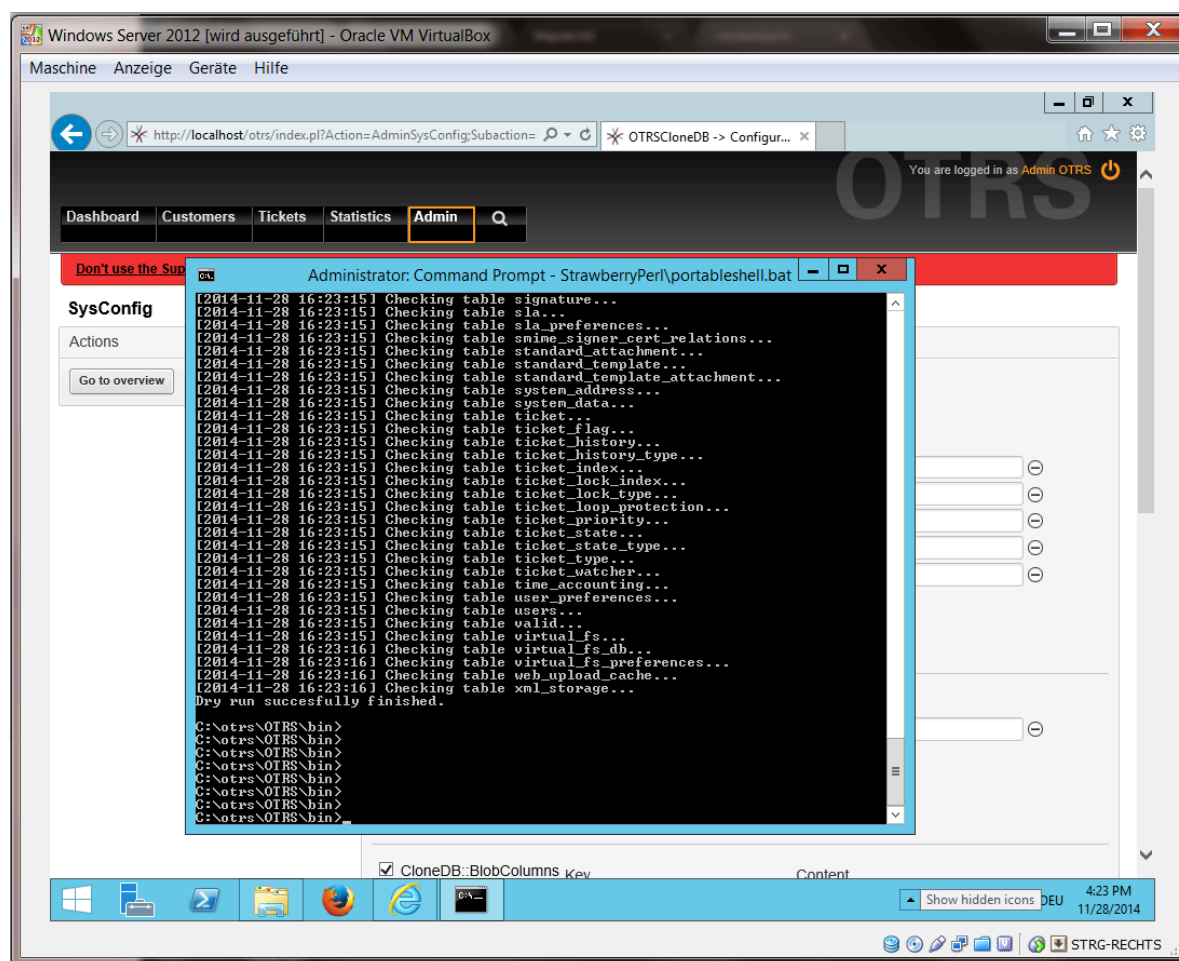 Windows Server 2012 [wird ausgeführt] - Oracle VM VirtualBox
Maschine Anzeige Geräte Hilfe
http://localhost/otrs/index.pl?Action=AdminSysConfig;Subaction=
OTRSCloneDB -> Configur...
OTRS
You are logged in as Admin OTRS
Dashboard Customers Tickets Statistics Admin
Don't use the Sup
Administrator: Command Prompt - StrawberryPerl\portableshell.bat
SysConfig
Actions
Go to overview
[2014-11-28 16:23:15] Checking table signature...
[2014-11-28 16:23:15] Checking table sla...
[2014-11-28 16:23:15] Checking table sla_preferences...
[2014-11-28 16:23:15] Checking table smime_signer_cert_relations...
[2014-11-28 16:23:15] Checking table standard_attachment...
[2014-11-28 16:23:15] Checking table standard_template...
[2014-11-28 16:23:15] Checking table standard_template_attachment...
[2014-11-28 16:23:15] Checking table system_address...
[2014-11-28 16:23:15] Checking table system_data...
[2014-11-28 16:23:15] Checking table ticket...
[2014-11-28 16:23:15] Checking table ticket_flag...
[2014-11-28 16:23:15] Checking table ticket_history...
[2014-11-28 16:23:15] Checking table ticket_history_type...
[2014-11-28 16:23:15] Checking table ticket_index...
[2014-11-28 16:23:15] Checking table ticket_lock_index...
[2014-11-28 16:23:15] Checking table ticket_lock_type...
[2014-11-28 16:23:15] Checking table ticket_loop_protection...
[2014-11-28 16:23:15] Checking table ticket_priority...
[2014-11-28 16:23:15] Checking table ticket_state...
[2014-11-28 16:23:15] Checking table ticket_state_type...
[2014-11-28 16:23:15] Checking table ticket_type...
[2014-11-28 16:23:15] Checking table ticket_watcher...
[2014-11-28 16:23:15] Checking table time_accounting...
[2014-11-28 16:23:15] Checking table user_preferences...
[2014-11-28 16:23:15] Checking table users...
[2014-11-28 16:23:15] Checking table valid...
[2014-11-28 16:23:15] Checking table virtual_fs...
[2014-11-28 16:23:16] Checking table virtual_fs_db...
[2014-11-28 16:23:16] Checking table virtual_fs_preferences...
[2014-11-28 16:23:16] Checking table web_upload_cache...
[2014-11-28 16:23:16] Checking table xml_storage...
Dry run succesfully finished.
C:\otrs\OTRS\bin>
C:\otrs\OTRS\bin>
C:\otrs\OTRS\bin>
C:\otrs\OTRS\bin>
C:\otrs\OTRS\bin>
C:\otrs\OTRS\bin>
C:\otrs\OTRS\bin>
C:\otrs\OTRS\bin>_
CloneDB::BlobColumns Key Content
Show hidden icons DEU
4:23 PM
11/28/2014
STRG-RECHTS